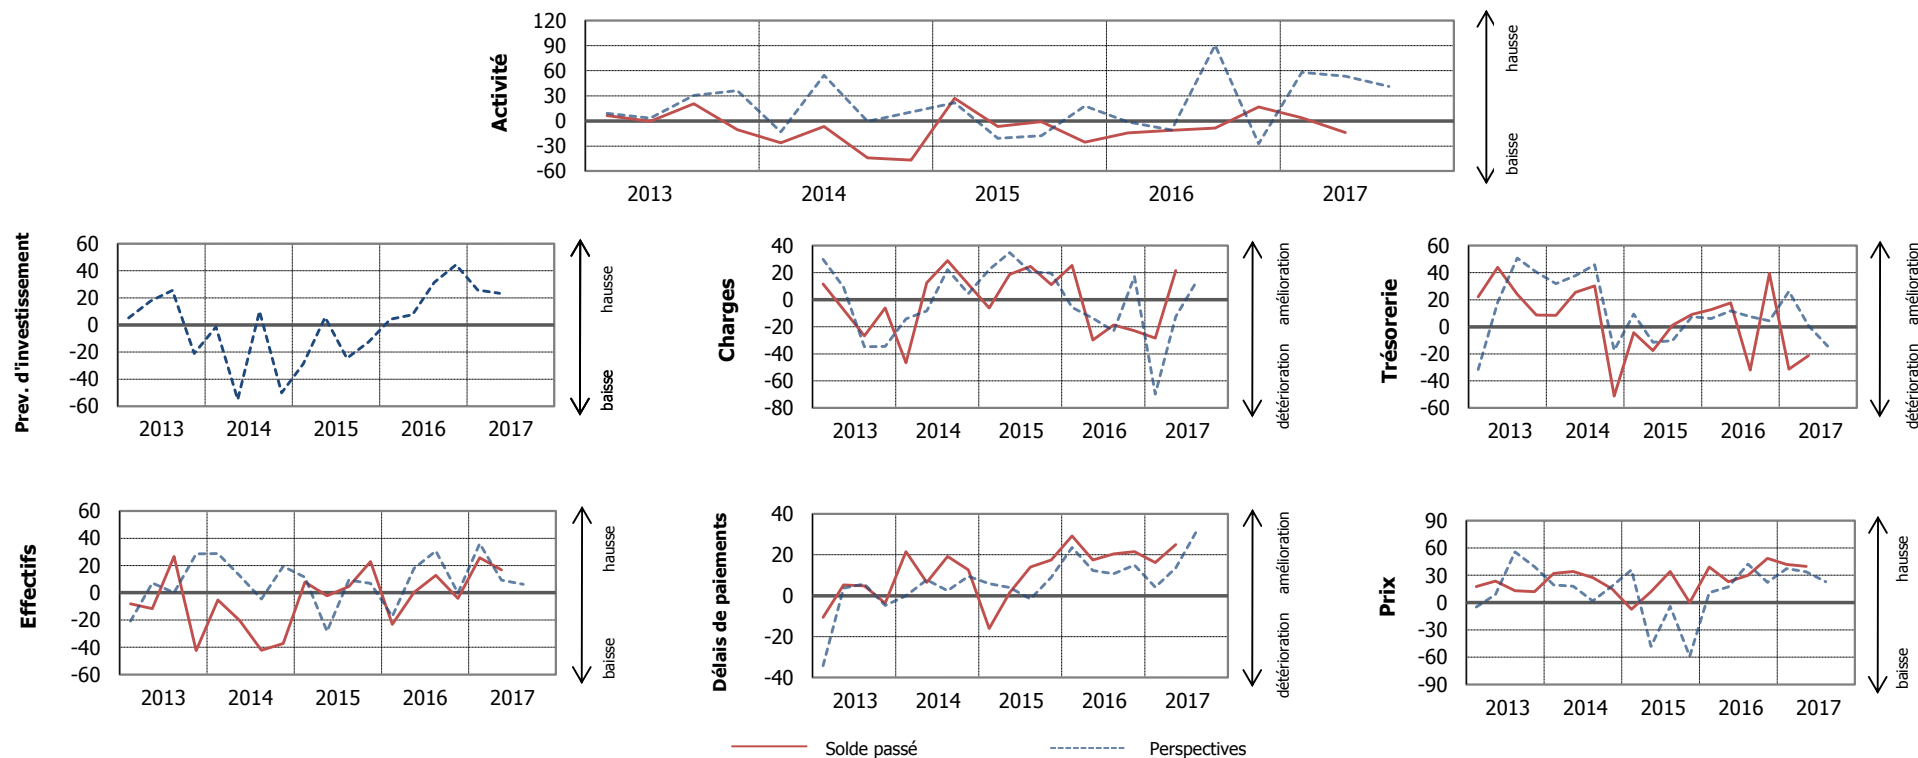 Activité
120
90
60
30
0
-30
-60
2013 2014 2015 2016 2017
hausse
baisse
Prev. d'investissement
60
40
20
0
-20
-40
-60
2013 2014 2015 2016 2017
hausse
baisse
Charges
40
20
0
-20
-40
-60
-80
2013 2014 2015 2016 2017
amélioration
détérioration
Trésorerie
60
40
20
0
-20
-40
-60
2013 2014 2015 2016 2017
amélioration
détérioration
Effectifs
60
40
20
0
-20
-40
-60
2013 2014 2015 2016 2017
hausse
baisse
Délais de paiements
40
20
0
-20
-40
2013 2014 2015 2016 2017
amélioration
détérioration
Prix
90
60
30
0
-30
-60
-90
2013 2014 2015 2016 2017
hausse
baisse
Solde passé Perspectives